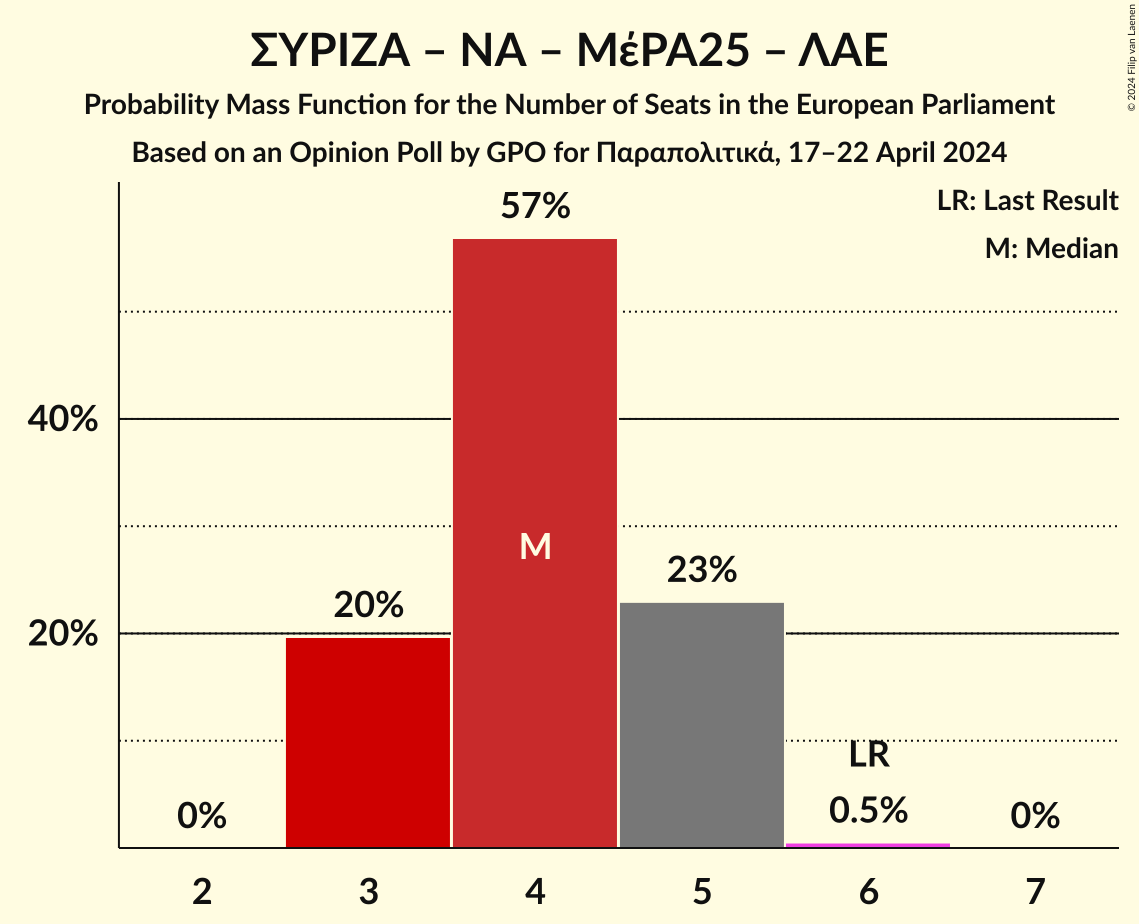 ΣΥΡΙΖΑ – ΝΑ – ΜέΡΑ25 – ΛΑΕ
Probability Mass Function for the Number of Seats in the European Parliament
Based on an Opinion Poll by GPO for Παραπολιτικά, 17–22 April 2024
© 2024 Filip van Laenen
LR: Last Result
M: Median
57%
40%
M
23%
20%
20%
LR
0%
0.5%
0%
2 3 4 5 6 7